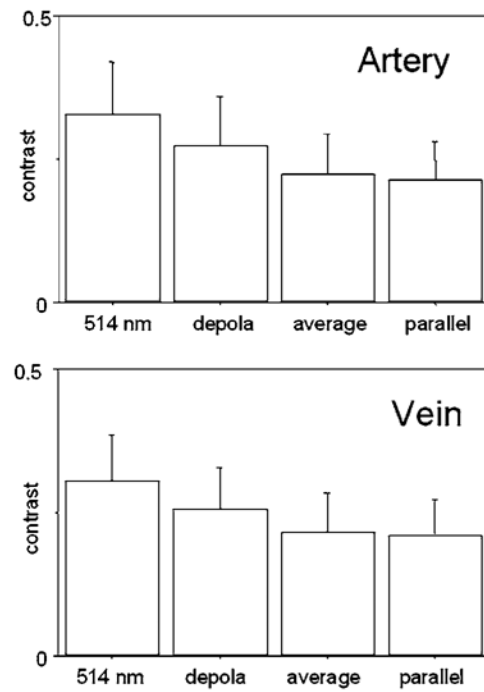 0.5
Artery
contrast
0
514 nm depola average parallel
0.5
Vein
contrast
0
514 nm depola average parallel